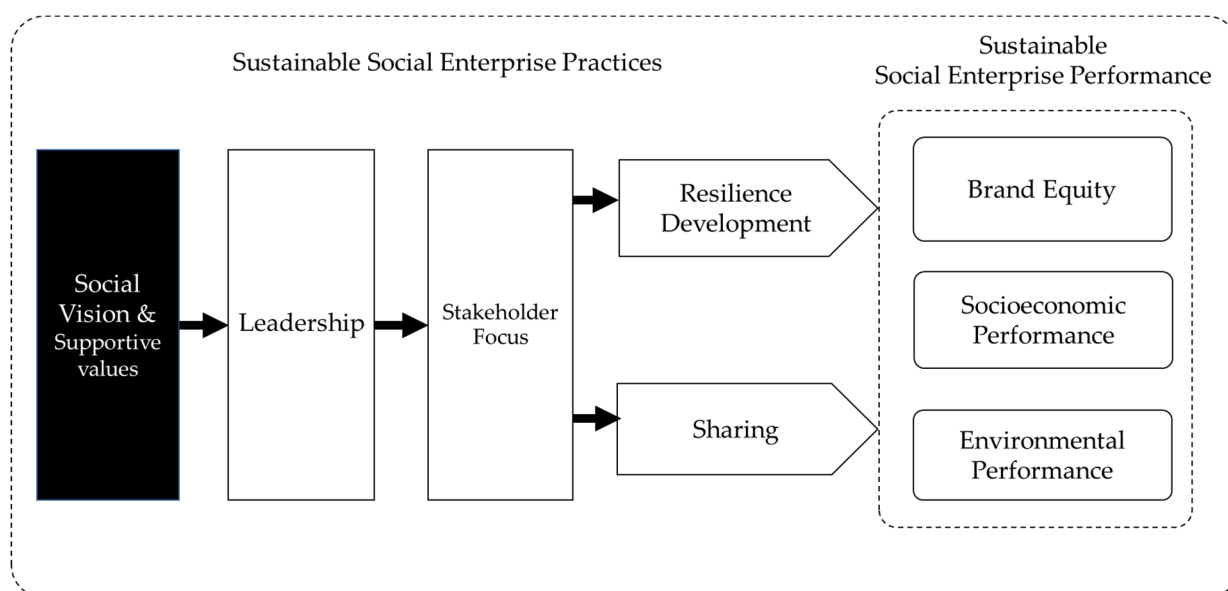 Sustainable Social Enterprise Practices
Sustainable
Social Enterprise Performance
Social
Vision &
Supportive
values
Leadership
Stakeholder
Focus
Resilience
Development
Sharing
Brand Equity
Socioeconomic
Performance
Environmental
Performance